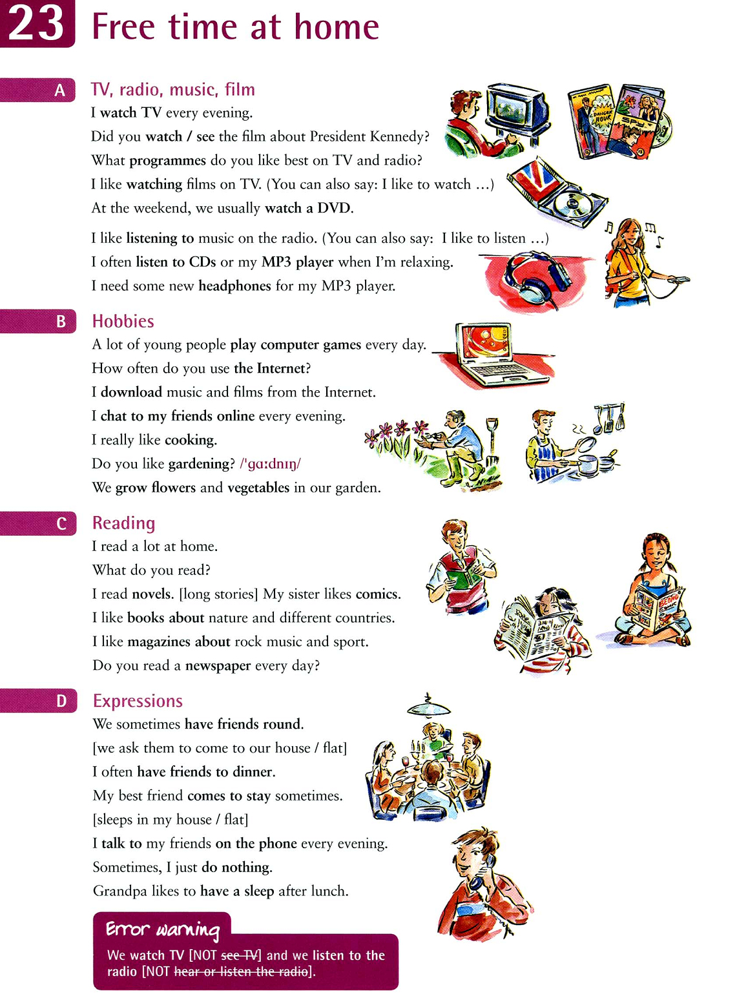 23 Free time at home
A TV, radio, music, film
I watch TV every evening.
Did you watch / see the film about President Kennedy?
What programmes do you like best on TV and radio?
I like watching films on TV. (You can also say: I like to watch …)
At the weekend, we usually watch a DVD.
I like listening to music on the radio. (You can also say: I like to listen …)
I often listen to CDs or my MP3 player when I'm relaxing.
I need some new headphones for my MP3 player.
DANGER
HOUR
SPY
B Hobbies
A lot of young people play computer games every day.
How often do you use the Internet?
I download music and films from the Internet.
I chat to my friends online every evening.
I really like cooking.
Do you like gardening? /ˈgɑːdnɪŋ/
We grow flowers and vegetables in our garden.
C Reading
I read a lot at home.
What do you read?
I read novels. [long stories] My sister likes comics.
I like books about nature and different countries.
I like magazines about rock music and sport.
Do you read a newspaper every day?
BEANO
Comic
D Expressions
We sometimes have friends round.
[we ask them to come to our house / flat]
I often have friends to dinner.
My best friend comes to stay sometimes.
[sleeps in my house / flat]
I talk to my friends on the phone every evening.
Sometimes, I just do nothing.
Grandpa likes to have a sleep after lunch.
Error warning
We watch TV [NOT see TV] and we listen to the
radio [NOT hear or listen the radio].